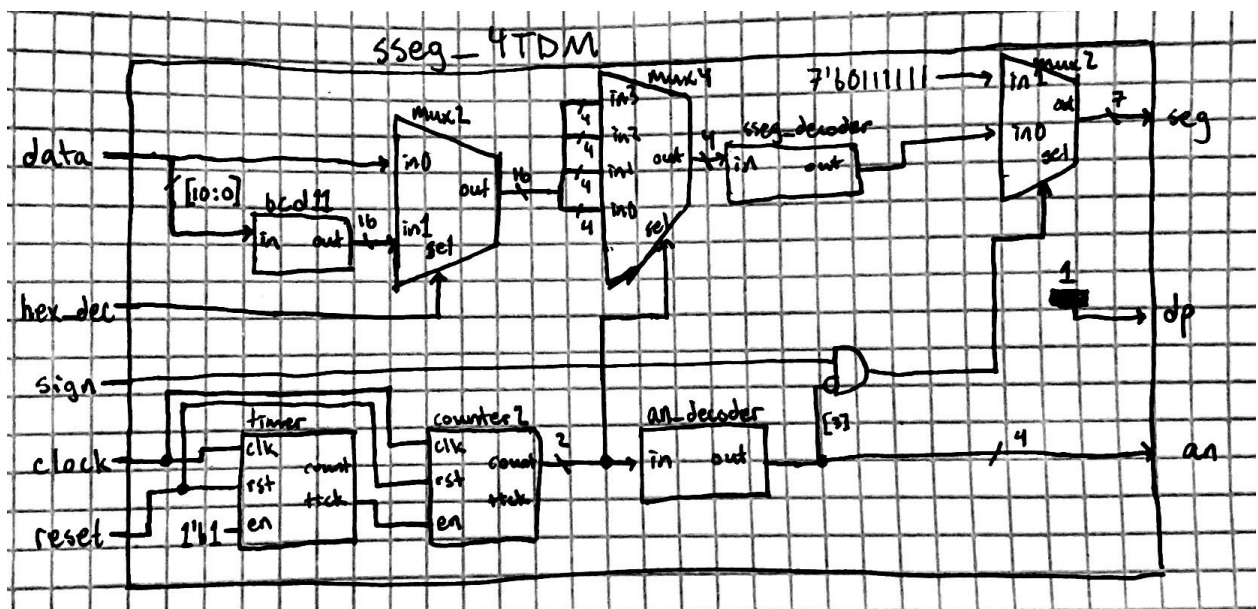 sseg_4TDM
mux2
mux4
mux2
7'b0111111
in1
out
in0
sel
7
seg
data
[10:0]
bcd11
in
out
16
in0
out
in1
sel
16
4
4
4
4
in3
in2
in1
in0
out
sel
4
sseg_decoder
in
out
hex_dec
1
dp
sign
timer
clk
rst
en
count
tick
1'b1
counter2
clk
rst
en
count
tick
2
an_decoder
in
out
[3]
4
an
clock
reset